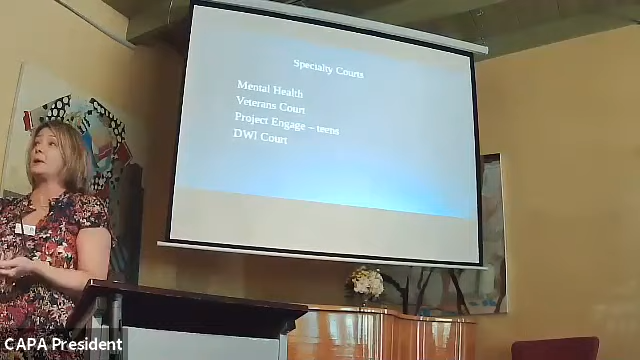 Specialty Courts
Mental Health
Veterans Court
Project Engage – teens
DWI Court
CAPA President